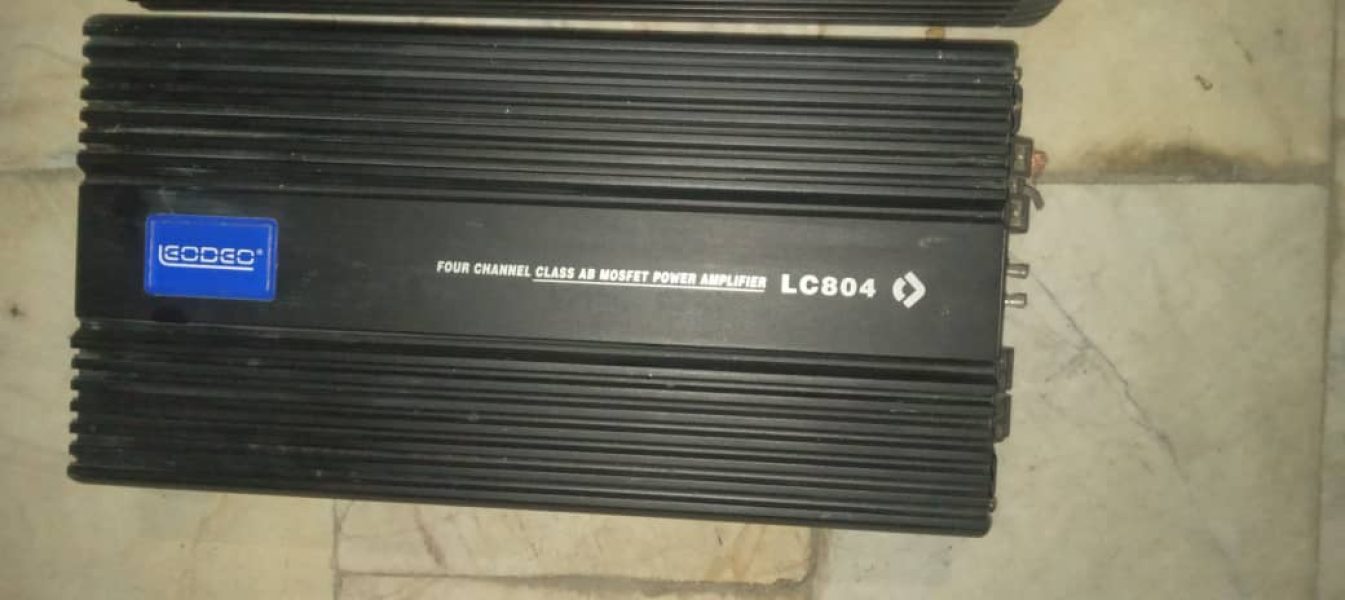 LEODEO®
FOUR CHANNEL CLASS AB MOSFET POWER AMPLIFIER LC804